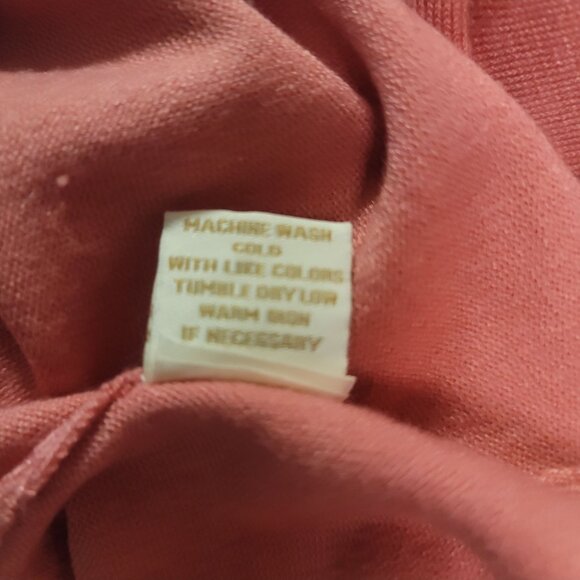 MACHINE WASH
COLD
WITH LIKE COLORS
TUMBLE DRY LOW
WARM IRON
IF NECESSARY